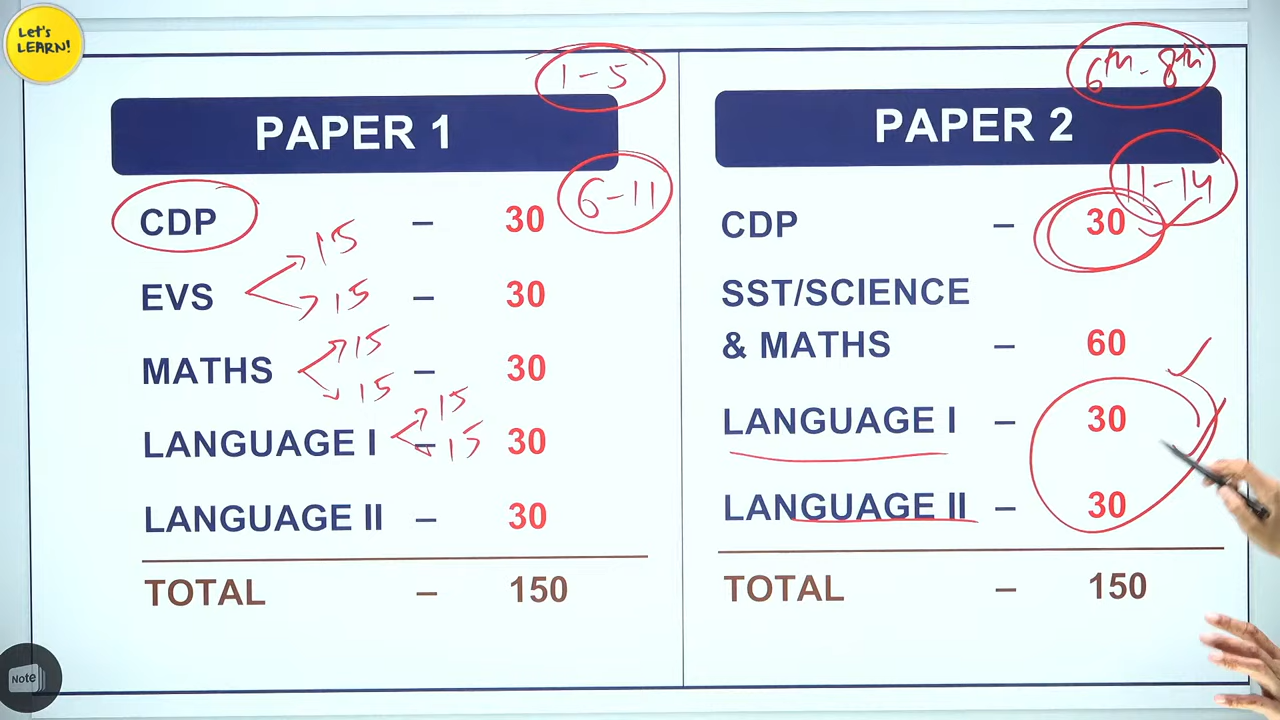 Let's
LEARN!
1-5
PAPER 1
6-11
CDP – 30
15
EVS – 30
15
15
MATHS – 30
15
15
LANGUAGE I – 30
15
LANGUAGE II – 30
TOTAL – 150
6th - 8th
PAPER 2
11-14
CDP – 30
SST/SCIENCE
& MATHS – 60
LANGUAGE I – 30
LANGUAGE II – 30
TOTAL – 150
Note